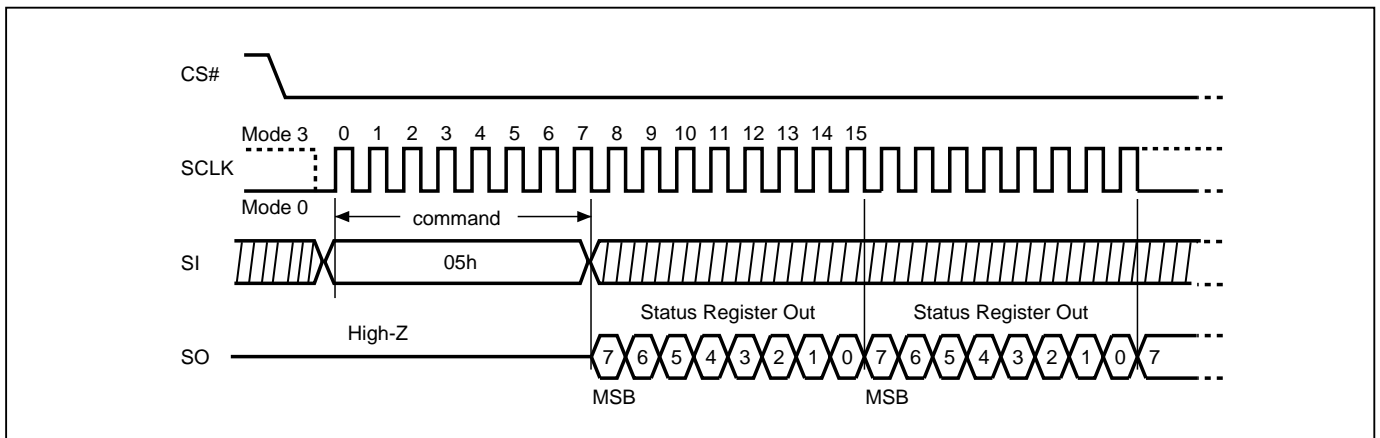 CS#
Mode 3 0 1 2 3 4 5 6 7 8 9 10 11 12 13 14 15
SCLK
Mode 0
command
SI 05h
Status Register Out Status Register Out
High-Z
SO 7 6 5 4 3 2 1 0 7 6 5 4 3 2 1 0 7
MSB MSB